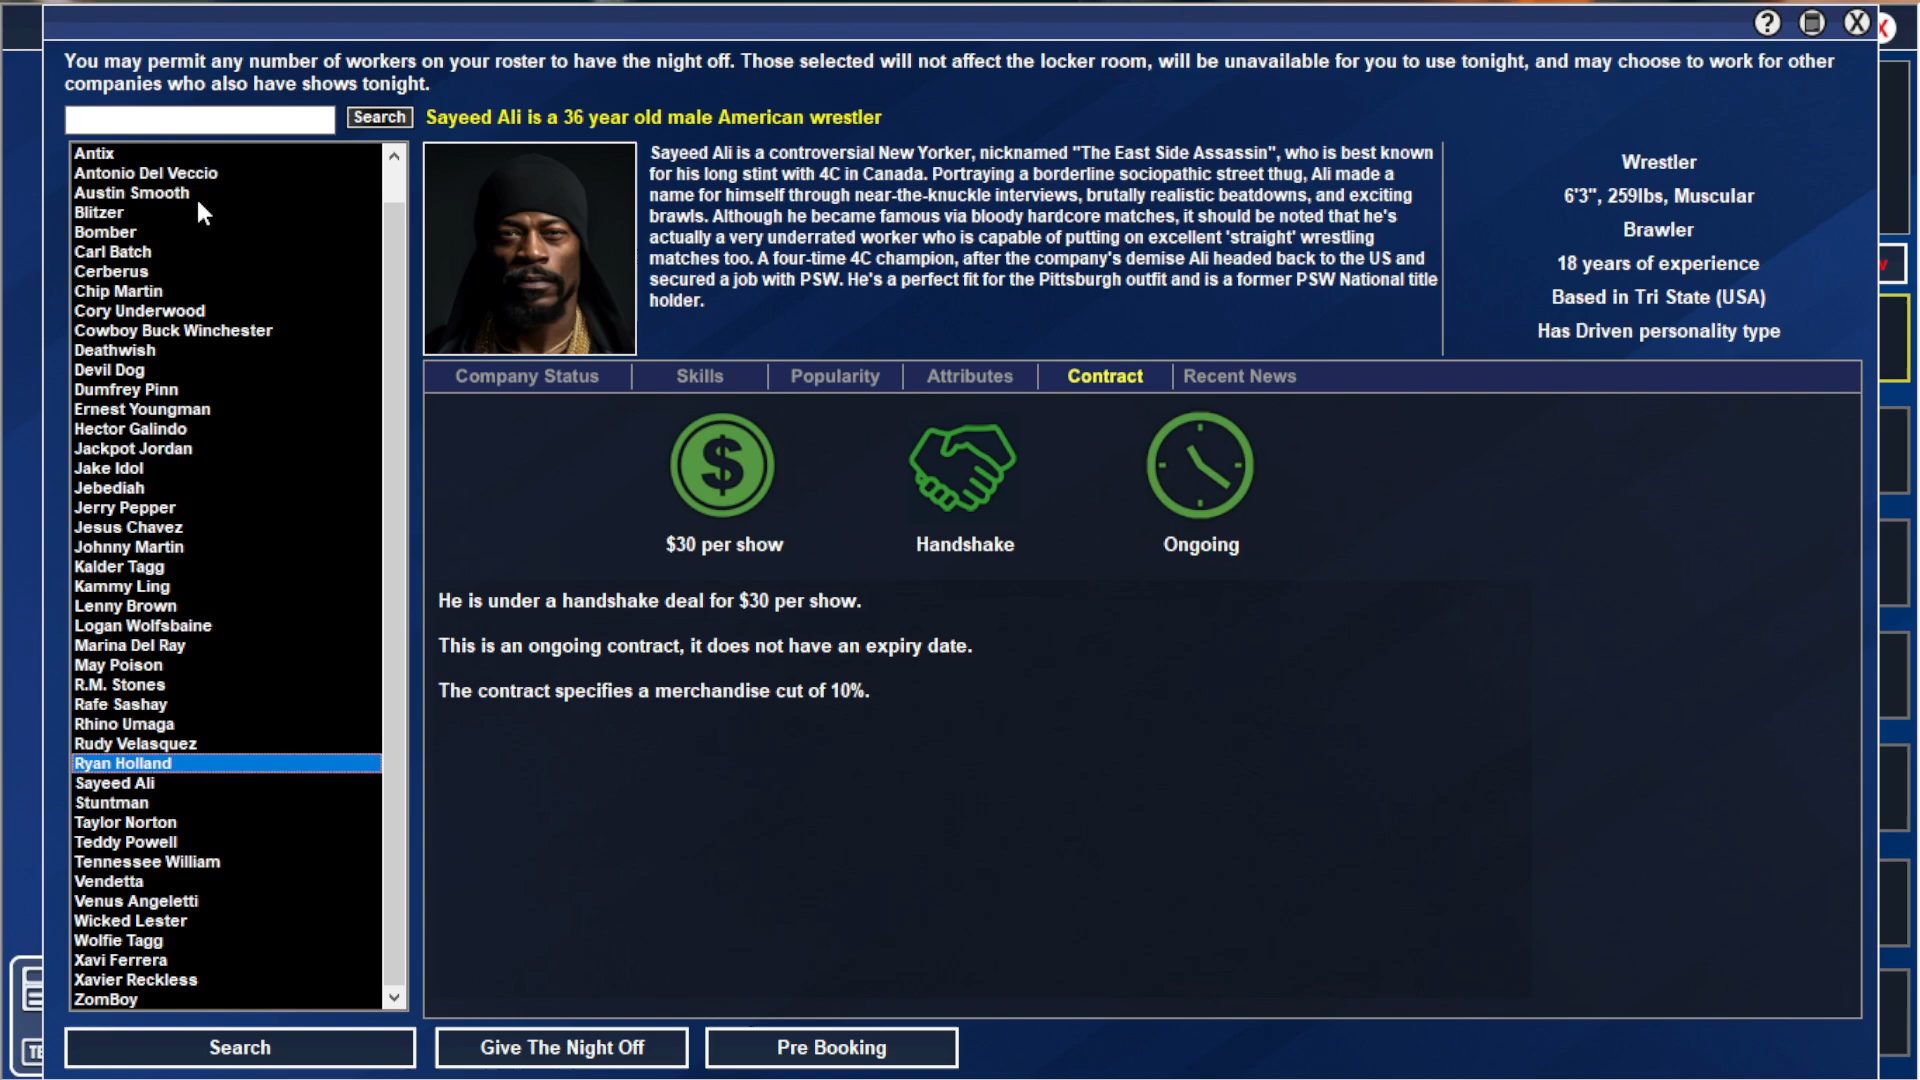 ? X X
You may permit any number of workers on your roster to have the night off. Those selected will not affect the locker room, will be unavailable for you to use tonight, and may choose to work for other
companies who also have shows tonight.
Search Sayeed Ali is a 36 year old male American wrestler
Antix
Antonio Del Veccio
Austin Smooth
Blitzer
Bomber
Carl Batch
Cerberus
Chip Martin
Cory Underwood
Cowboy Buck Winchester
Deathwish
Devil Dog
Dumfrey Pinn
Ernest Youngman
Hector Galindo
Jackpot Jordan
Jake Idol
Jebediah
Jerry Pepper
Jesus Chavez
Johnny Martin
Kalder Tagg
Kammy Ling
Lenny Brown
Logan Wolfsbaine
Marina Del Ray
May Poison
R.M. Stones
Rafe Sashay
Rhino Umaga
Rudy Velasquez
Ryan Holland
Sayeed Ali
Stuntman
Taylor Norton
Teddy Powell
Tennessee William
Vendetta
Venus Angeletti
Wicked Lester
Wolfie Tagg
Xavi Ferrera
Xavier Reckless
ZomBoy
Sayeed Ali is a controversial New Yorker, nicknamed "The East Side Assassin", who is best known
for his long stint with 4C in Canada. Portraying a borderline sociopathic street thug, Ali made a
name for himself through near-the-knuckle interviews, brutally realistic beatdowns, and exciting
brawls. Although he became famous via bloody hardcore matches, it should be noted that he's
actually a very underrated worker who is capable of putting on excellent 'straight' wrestling
matches too. A four-time 4C champion, after the company's demise Ali headed back to the US and
secured a job with PSW. He's a perfect fit for the Pittsburgh outfit and is a former PSW National title
holder.
Wrestler
6'3", 259lbs, Muscular
Brawler
18 years of experience
Based in Tri State (USA)
Has Driven personality type
Company Status Skills Popularity Attributes Contract Recent News
$30 per show Handshake Ongoing
He is under a handshake deal for $30 per show.
This is an ongoing contract, it does not have an expiry date.
The contract specifies a merchandise cut of 10%.
Search Give The Night Off Pre Booking